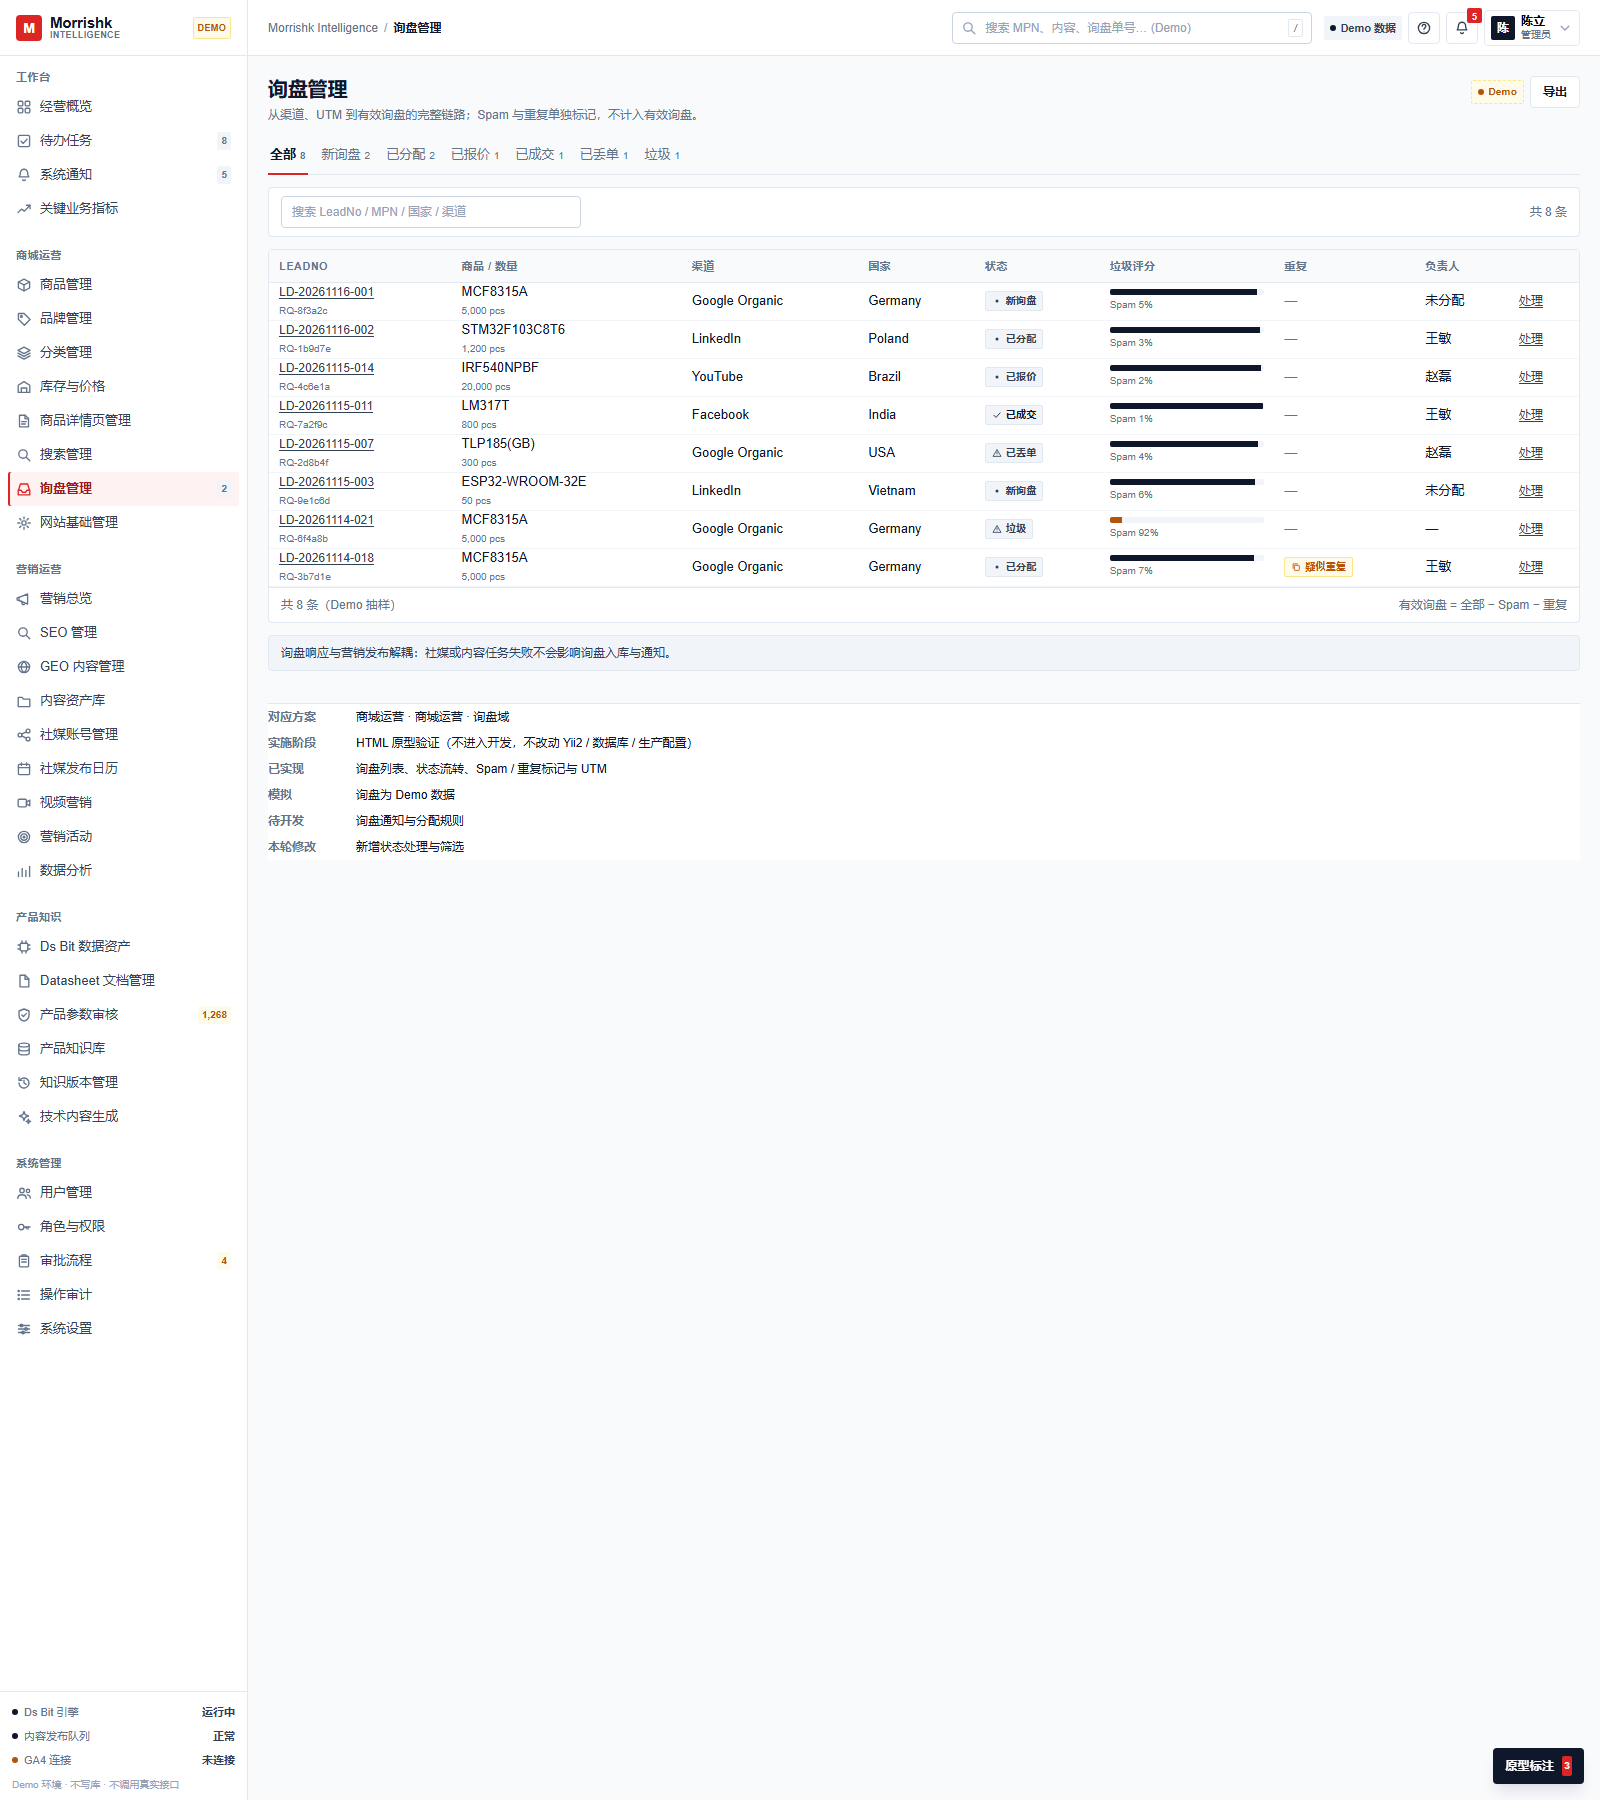 M Morrishk INTELLIGENCE DEMO
工作台
经营概览
待办任务 8
系统通知 5
关键业务指标
商城运营
商品管理
品牌管理
分类管理
库存与价格
商品详情页管理
搜索管理
询盘管理 2
网站基础管理
营销运营
营销总览
SEO 管理
GEO 内容管理
内容资产库
社媒账号管理
社媒发布日历
视频营销
营销活动
数据分析
产品知识
Ds Bit 数据资产
Datasheet 文档管理
产品参数审核 1,268
产品知识库
知识版本管理
技术内容生成
系统管理
用户管理
角色与权限
审批流程 4
操作审计
系统设置
Ds Bit 引擎 运行中
内容发布队列 正常
GA4 连接 未连接
Demo 环境 · 不写库 · 不调用真实接口
Morrishk Intelligence / 询盘管理
搜索 MPN、内容、询盘单号... (Demo) /
Demo 数据
5
陈 陈立
管理员
询盘管理
从渠道、UTM 到有效询盘的完整链路；Spam 与重复单独标记，不计入有效询盘。
Demo 导出
全部 8 新询盘 2 已分配 2 已报价 1 已成交 1 已丢单 1 垃圾 1
搜索 LeadNo / MPN / 国家 / 渠道 共 8 条
LEADNO 商品 / 数量 渠道 国家 状态 垃圾评分 重复 负责人
LD-20261116-001 MCF8315A Google Organic Germany 新询盘 — 未分配 处理
RQ-8f3a2c 5,000 pcs Spam 5%
LD-20261116-002 STM32F103C8T6 LinkedIn Poland 已分配 — 王敏 处理
RQ-1b9d7e 1,200 pcs Spam 3%
LD-20261115-014 IRF540NPBF YouTube Brazil 已报价 — 赵磊 处理
RQ-4c6e1a 20,000 pcs Spam 2%
LD-20261115-011 LM317T Facebook India 已成交 — 王敏 处理
RQ-7a2f9c 800 pcs Spam 1%
LD-20261115-007 TLP185(GB) Google Organic USA 已丢单 — 赵磊 处理
RQ-2d8b4f 300 pcs Spam 4%
LD-20261115-003 ESP32-WROOM-32E LinkedIn Vietnam 新询盘 — 未分配 处理
RQ-9e1c6d 50 pcs Spam 6%
LD-20261114-021 MCF8315A Google Organic Germany 垃圾 — — 处理
RQ-6f4a8b 5,000 pcs Spam 92%
LD-20261114-018 MCF8315A Google Organic Germany 已分配 疑似重复 王敏 处理
RQ-3b7d1e 5,000 pcs Spam 7%
共 8 条（Demo 抽样） 有效询盘 = 全部 − Spam − 重复
询盘响应与营销发布解耦：社媒或内容任务失败不会影响询盘入库与通知。
对应方案 商城运营 · 商城运营 · 询盘域
实施阶段 HTML 原型验证（不进入开发，不改动 Yii2 / 数据库 / 生产配置）
已实现 询盘列表、状态流转、Spam / 重复标记与 UTM
模拟 询盘为 Demo 数据
待开发 询盘通知与分配规则
本轮修改 新增状态处理与筛选
原型标注 3